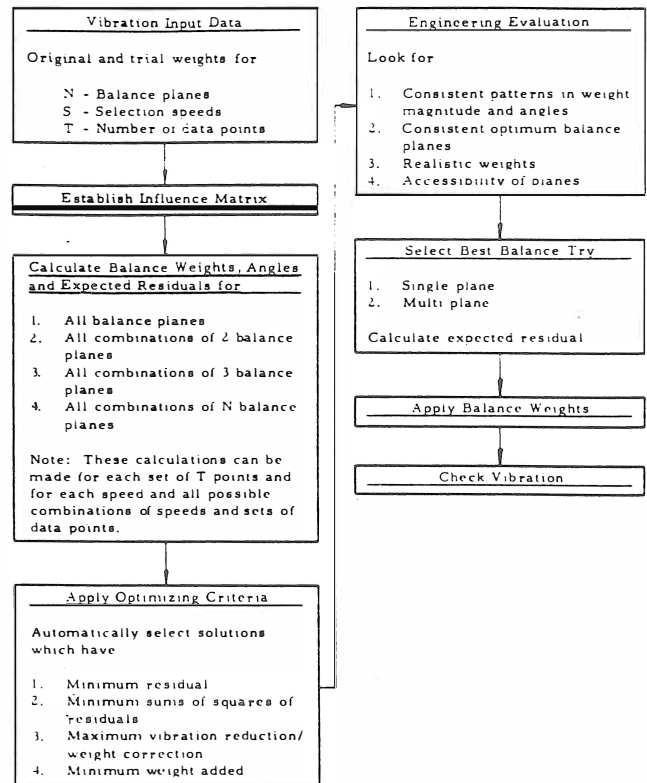 Vibration Input Data
Original and trial weights for
N - Balance planes
S - Selection speeds
T - Number of data points
Establish Influence Matrix
Calculate Balance Weights, Angles
and Expected Residuals for
1. All balance planes
2. All combinations of 2 balance
planes
3. All combinations of 3 balance
planes
4. All combinations of N balance
planes
Note: These calculations can be
made for each set of T points and
for each speed and all possible
combinations of speeds and sets of
data points.
Apply Optimizing Criteria
Automatically select solutions
which have
1. Minimum residual
2. Minimum sums of squares of
residuals
3. Maximum vibration reduction/
weight correction
4. Minimum weight added
Engineering Evaluation
Look for
1. Consistent patterns in weight
magnitude and angles
2. Consistent optimum balance
planes
3. Realistic weights
4. Accessibility of planes
Select Best Balance Try
1. Single plane
2. Multi plane
Calculate expected residual
Apply Balance Weights
Check Vibration